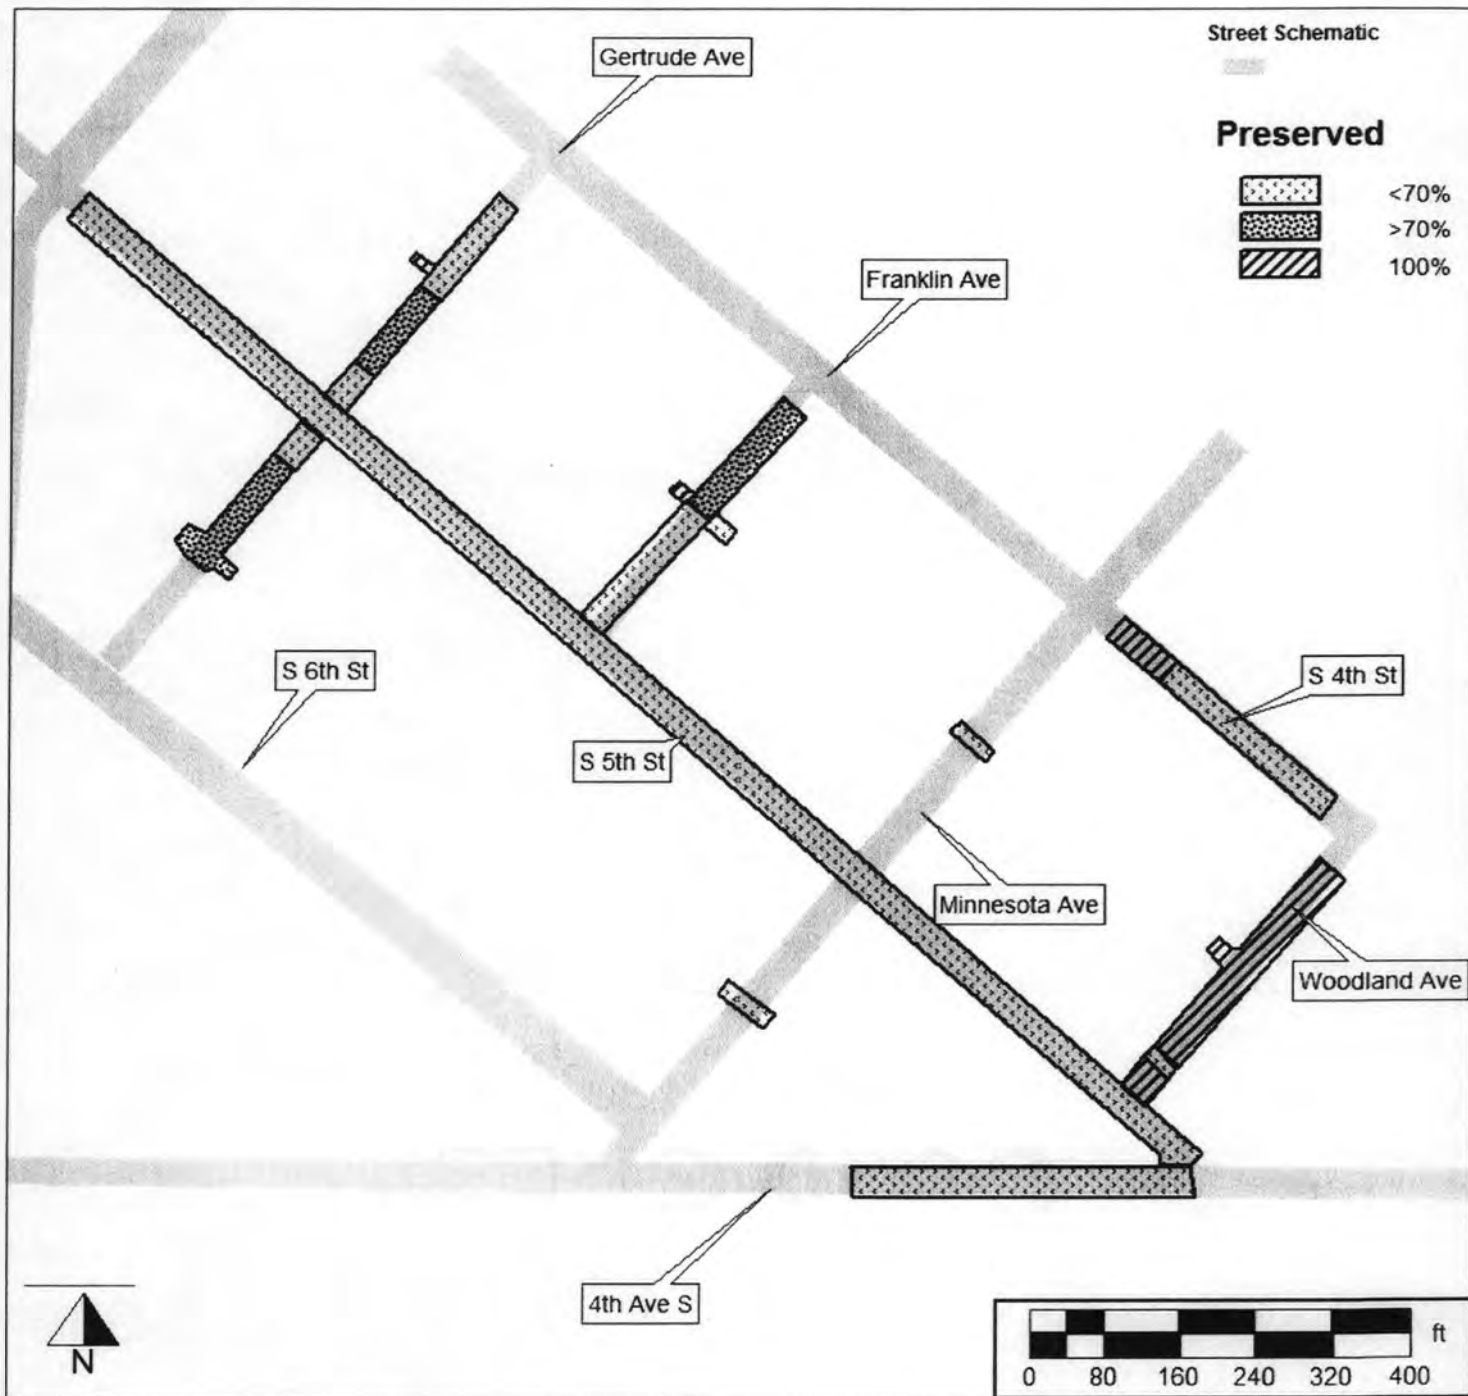 Street Schematic
Gertrude Ave
Preserved
<70%
>70%
100%
Franklin Ave
S 6th St
S 4th St
S 5th St
Minnesota Ave
Woodland Ave
4th Ave S
N
ft
0 80 160 240 320 400